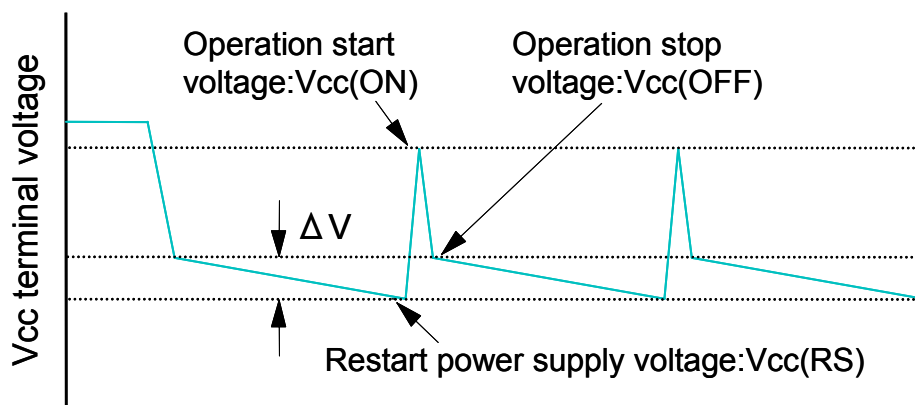 Operation start
voltage:Vcc(ON)
Operation stop
voltage:Vcc(OFF)
Vcc terminal voltage
ΔV
Restart power supply voltage:Vcc(RS)